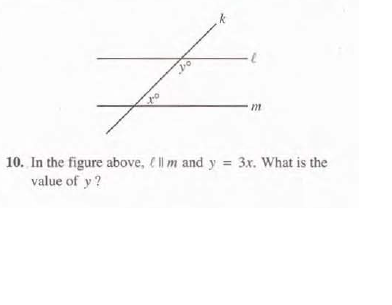 k
ℓ
y°
x°
m
10. In the figure above, ℓ ∥ m and y = 3x. What is the
value of y ?